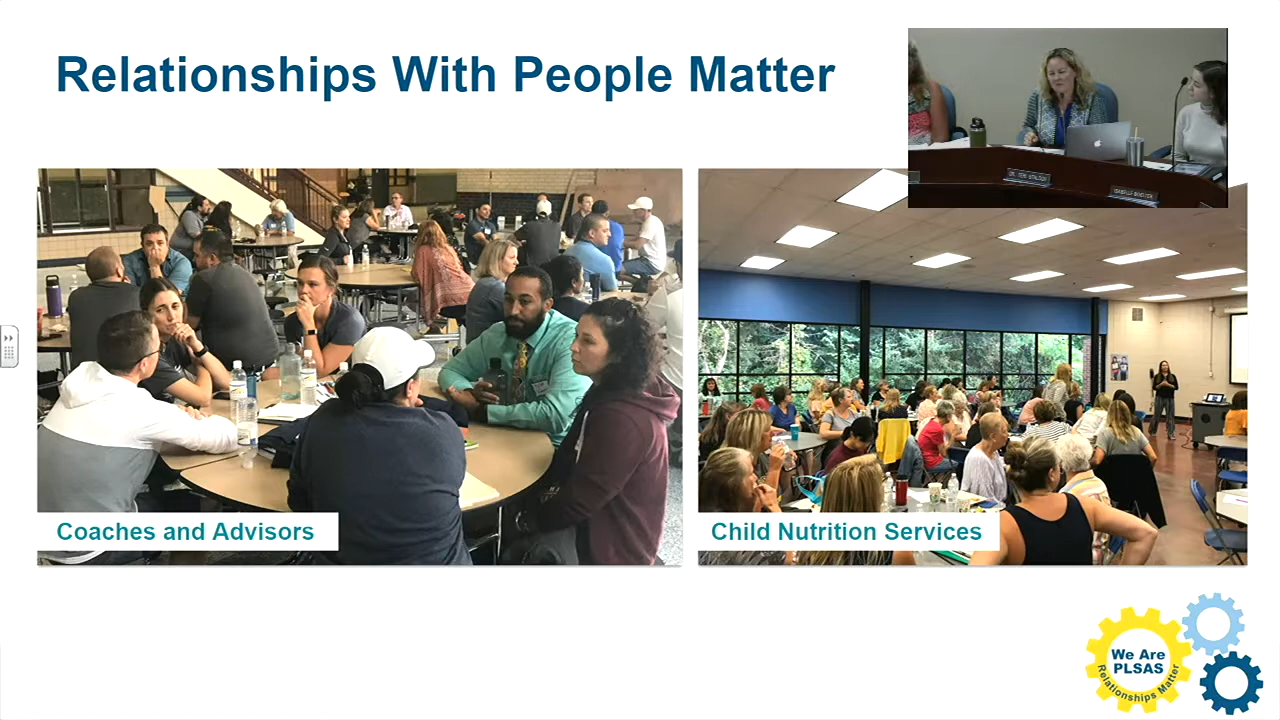 Relationships With People Matter
Coaches and Advisors
Child Nutrition Services
We Are
PLSAS
Relationships Matter